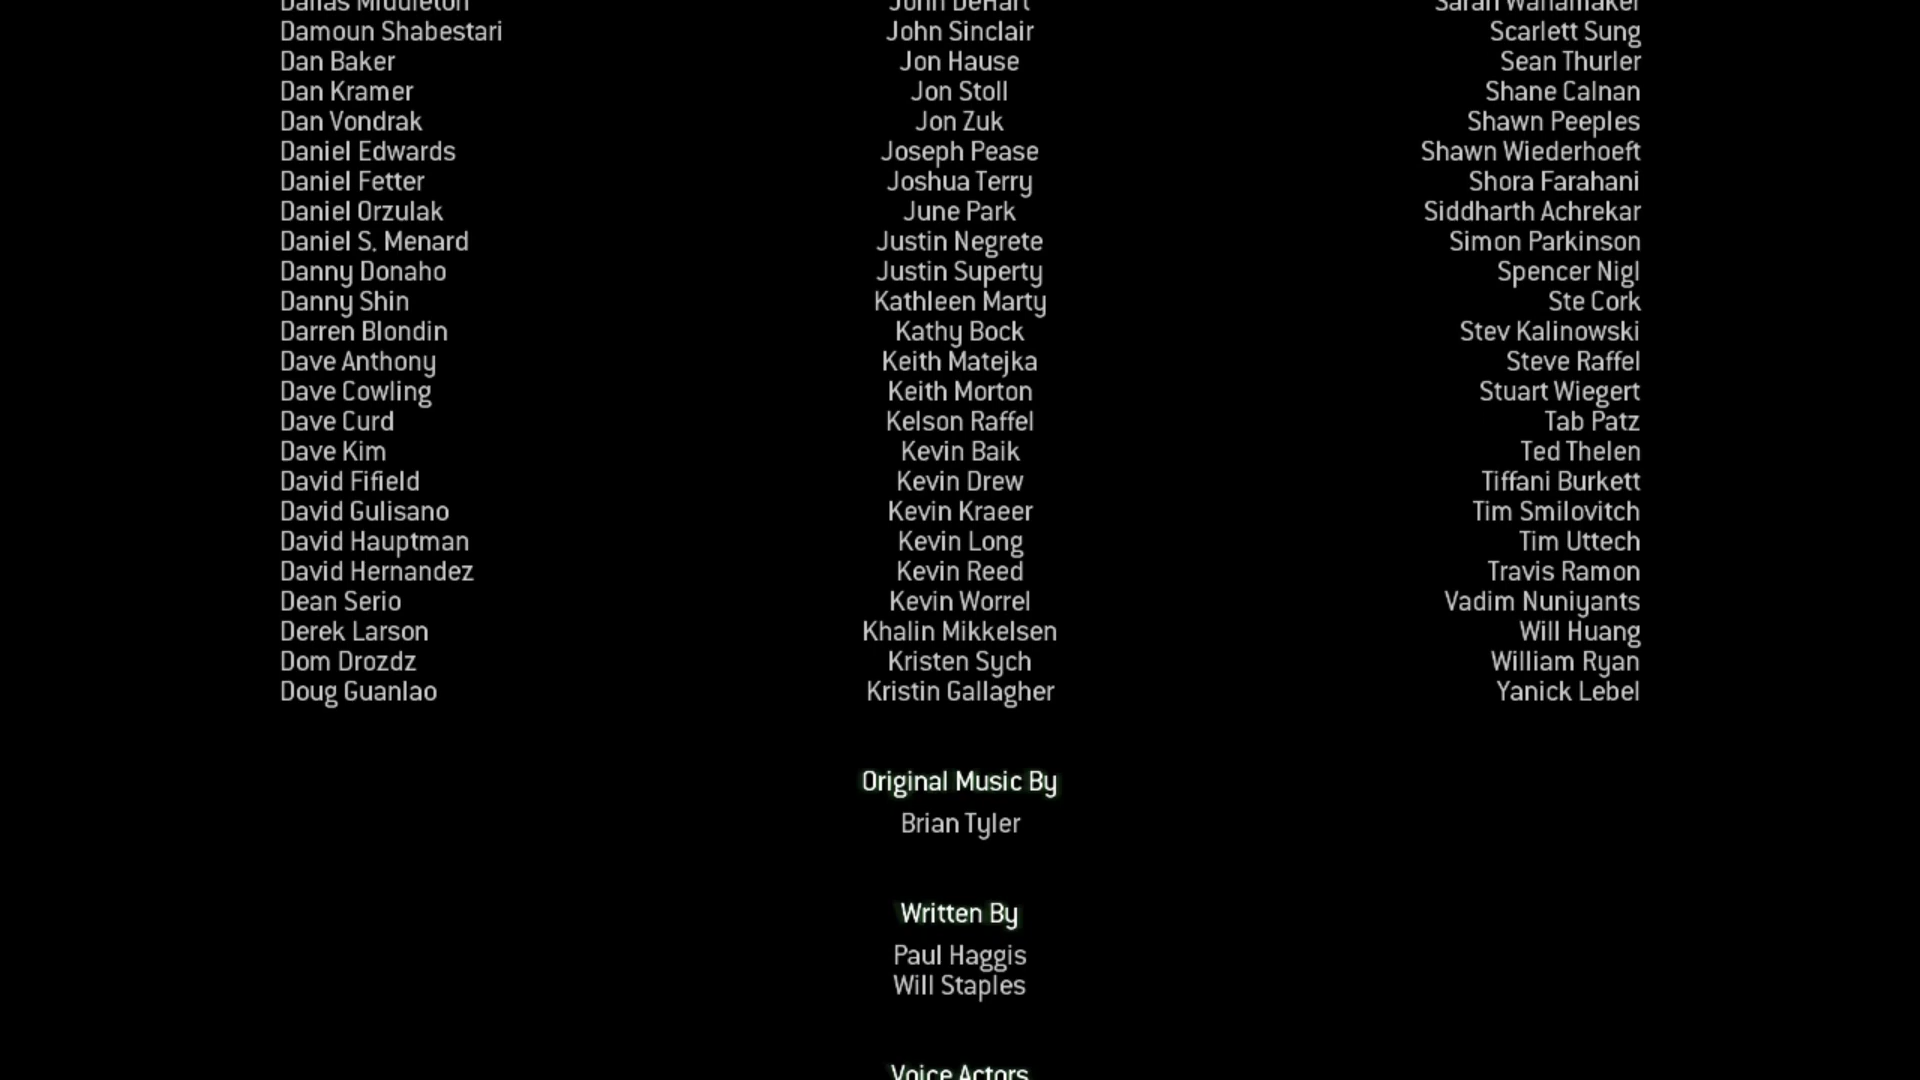 Dallas Middleton
Damoun Shabestari
Dan Baker
Dan Kramer
Dan Vondrak
Daniel Edwards
Daniel Fetter
Daniel Orzulak
Daniel S. Menard
Danny Donaho
Danny Shin
Darren Blondin
Dave Anthony
Dave Cowling
Dave Curd
Dave Kim
David Fifield
David Gulisano
David Hauptman
David Hernandez
Dean Serio
Derek Larson
Dom Drozdz
Doug Guanlao
John DeHart
John Sinclair
Jon Hause
Jon Stoll
Jon Zuk
Joseph Pease
Joshua Terry
June Park
Justin Negrete
Justin Superty
Kathleen Marty
Kathy Bock
Keith Matejka
Keith Morton
Kelson Raffel
Kevin Baik
Kevin Drew
Kevin Kraeer
Kevin Long
Kevin Reed
Kevin Worrel
Khalin Mikkelsen
Kristen Sych
Kristin Gallagher
Sarah Wanamaker
Scarlett Sung
Sean Thurler
Shane Calnan
Shawn Peeples
Shawn Wiederhoeft
Shora Farahani
Siddharth Achrekar
Simon Parkinson
Spencer Nigl
Ste Cork
Stev Kalinowski
Steve Raffel
Stuart Wiegert
Tab Patz
Ted Thelen
Tiffani Burkett
Tim Smilovitch
Tim Uttech
Travis Ramon
Vadim Nuniyants
Will Huang
William Ryan
Yanick Lebel
Original Music By
Brian Tyler
Written By
Paul Haggis
Will Staples
Voice Actors